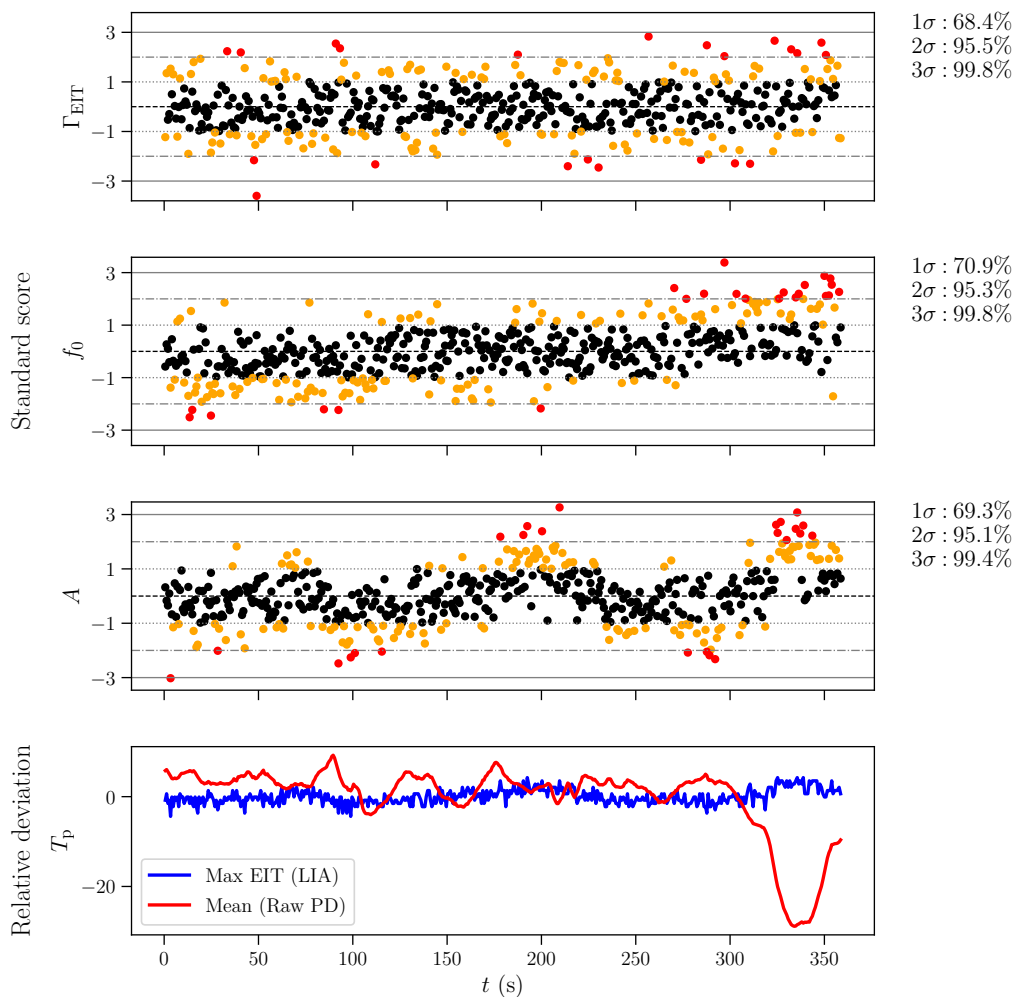 3
1
−1
−3
Γ_EIT
1σ : 68.4%
2σ : 95.5%
3σ : 99.8%
Standard score
3
1
−1
−3
f_0
1σ : 70.9%
2σ : 95.3%
3σ : 99.8%
3
1
−1
−3
A
1σ : 69.3%
2σ : 95.1%
3σ : 99.4%
Relative deviation
T_p
0
−20
Max EIT (LIA)
Mean (Raw PD)
0 50 100 150 200 250 300 350
t (s)